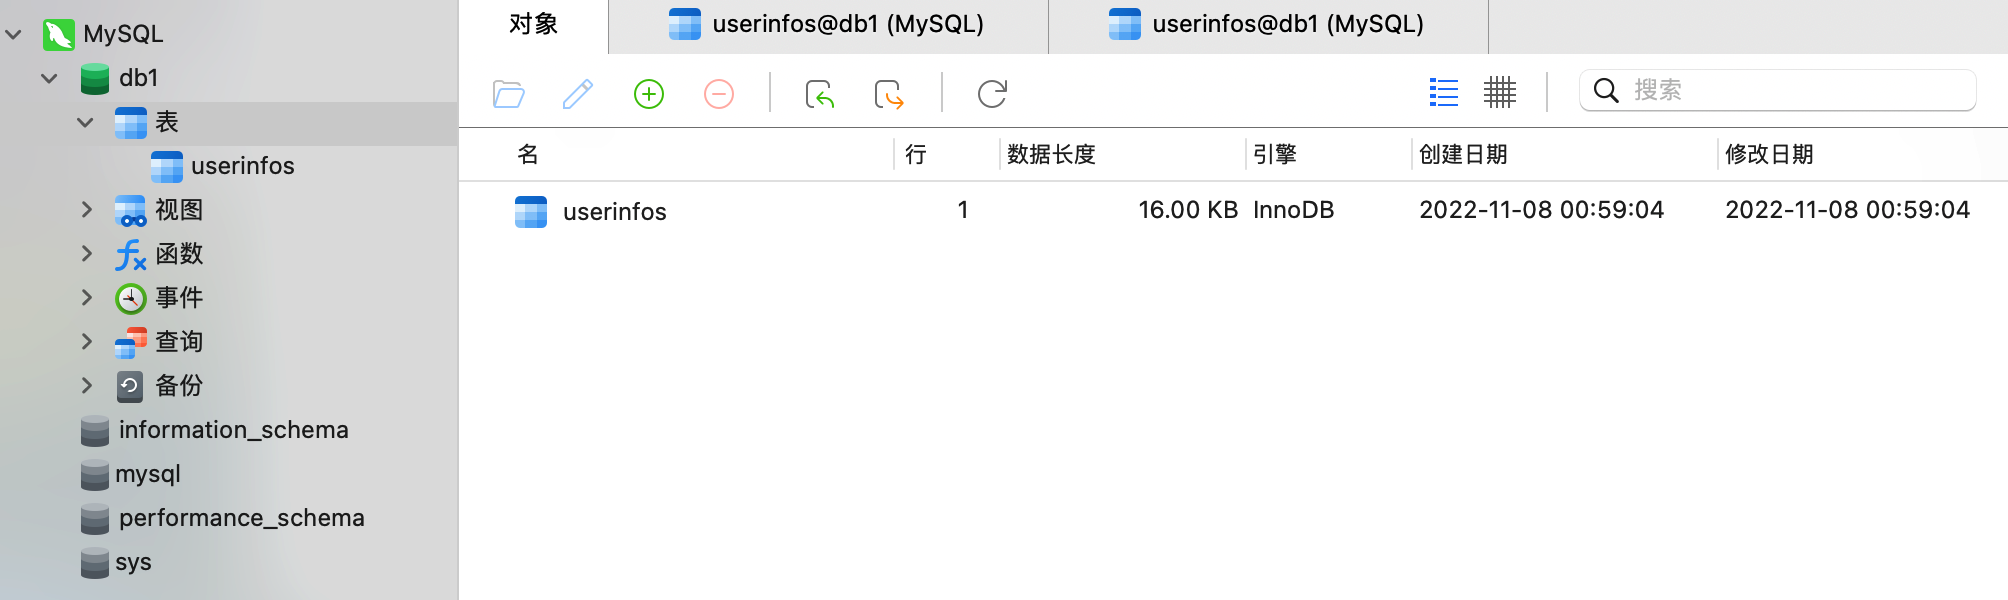 MySQL
db1
表
userinfos
视图
函数
事件
查询
备份
information_schema
mysql
performance_schema
sys
对象 userinfos@db1 (MySQL) userinfos@db1 (MySQL)
搜索
名 行 数据长度 引擎 创建日期 修改日期
userinfos 1 16.00 KB InnoDB 2022-11-08 00:59:04 2022-11-08 00:59:04